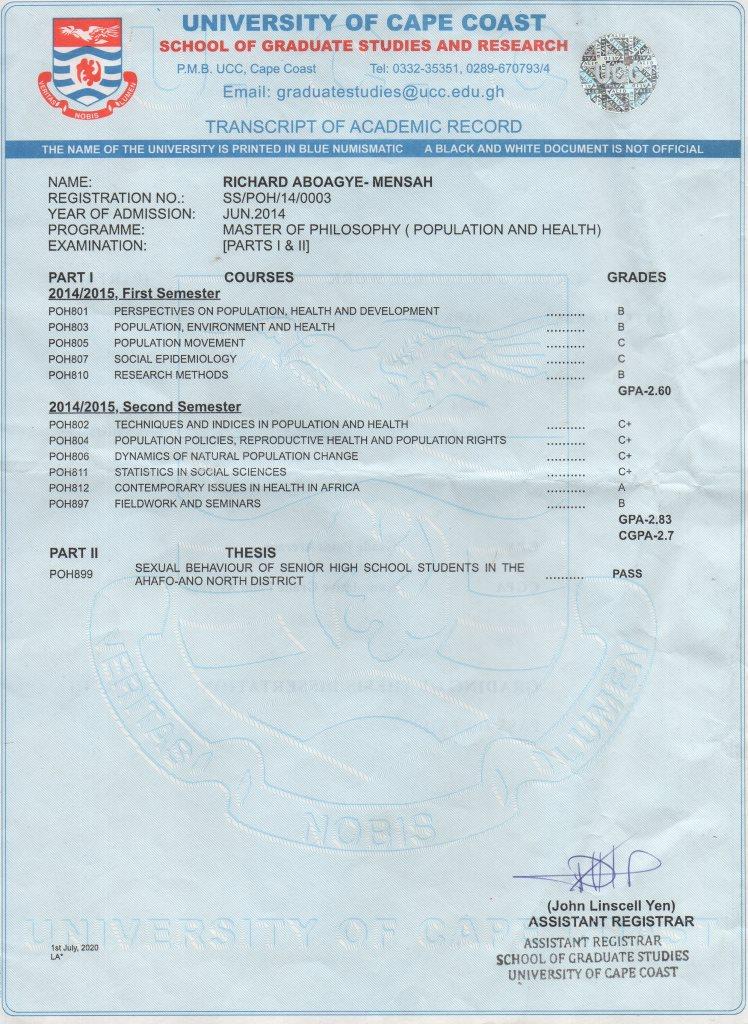 UNIVERSITY OF CAPE COAST
SCHOOL OF GRADUATE STUDIES AND RESEARCH
P.M.B. UCC, Cape Coast Tel: 0332-35351, 0289-670793/4
Email: graduatestudies@ucc.edu.gh
VERITAS NOBIS LUMEN
UCC
TRANSCRIPT OF ACADEMIC RECORD
THE NAME OF THE UNIVERSITY IS PRINTED IN BLUE NUMISMATIC A BLACK AND WHITE DOCUMENT IS NOT OFFICIAL
NAME: RICHARD ABOAGYE- MENSAH
REGISTRATION NO.: SS/POH/14/0003
YEAR OF ADMISSION: JUN.2014
PROGRAMME: MASTER OF PHILOSOPHY ( POPULATION AND HEALTH)
EXAMINATION: [PARTS I & II]
PART I COURSES GRADES
2014/2015, First Semester
POH801 PERSPECTIVES ON POPULATION, HEALTH AND DEVELOPMENT .......... B
POH803 POPULATION, ENVIRONMENT AND HEALTH .......... B
POH805 POPULATION MOVEMENT .......... C
POH807 SOCIAL EPIDEMIOLOGY .......... C
POH810 RESEARCH METHODS .......... B
GPA-2.60
2014/2015, Second Semester
POH802 TECHNIQUES AND INDICES IN POPULATION AND HEALTH .......... C+
POH804 POPULATION POLICIES, REPRODUCTIVE HEALTH AND POPULATION RIGHTS .......... C+
POH806 DYNAMICS OF NATURAL POPULATION CHANGE .......... C+
POH811 STATISTICS IN SOCIAL SCIENCES .......... C+
POH812 CONTEMPORARY ISSUES IN HEALTH IN AFRICA .......... A
POH897 FIELDWORK AND SEMINARS .......... B
GPA-2.83
CGPA-2.7
PART II THESIS
POH899 SEXUAL BEHAVIOUR OF SENIOR HIGH SCHOOL STUDENTS IN THE .......... PASS
AHAFO-ANO NORTH DISTRICT
VERITAS NOBIS LUMEN
(John Linscell Yen)
ASSISTANT REGISTRAR
UNIVERSITY OF CAPE COAST
1st July, 2020
LA*
ASSISTANT REGISTRAR
SCHOOL OF GRADUATE STUDIES
UNIVERSITY OF CAPE COAST